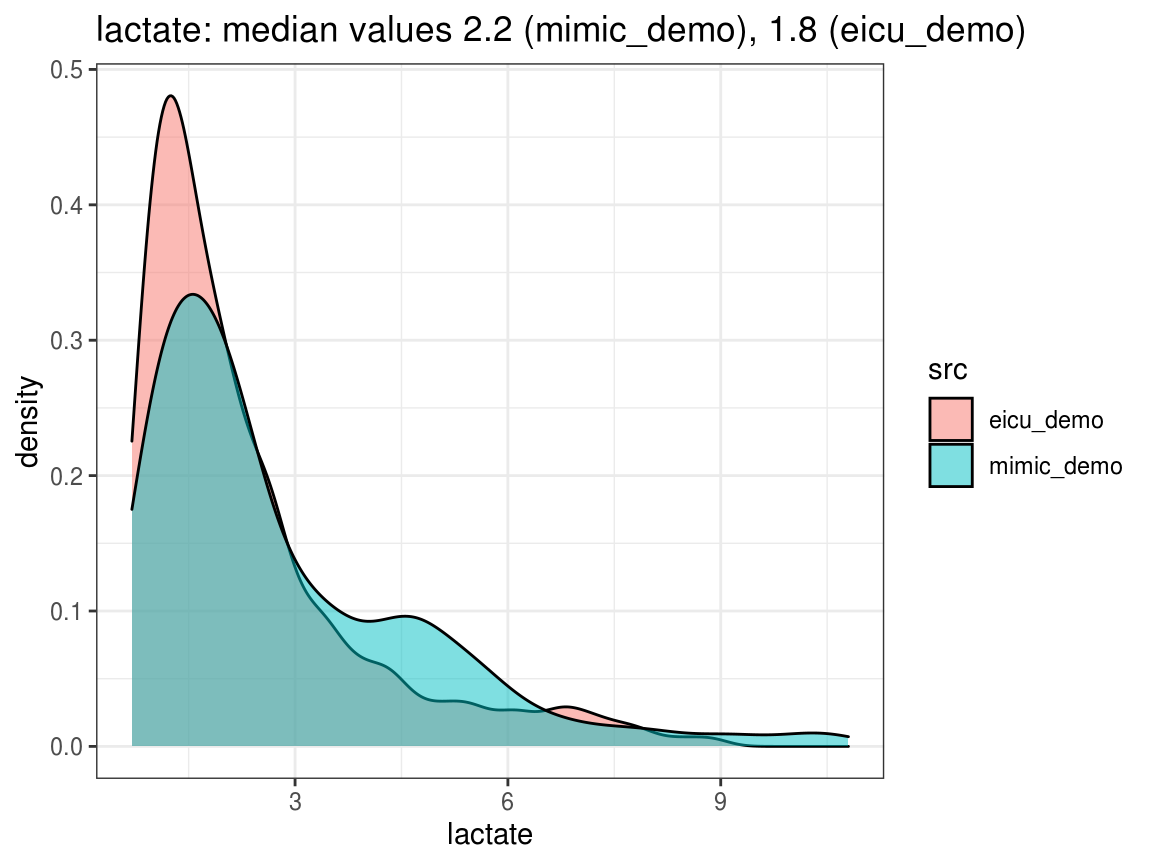 lactate: median values 2.2 (mimic_demo), 1.8 (eicu_demo)
0.5
0.4
0.3
0.2
0.1
0.0
density
3 6 9
lactate
src
eicu_demo
mimic_demo